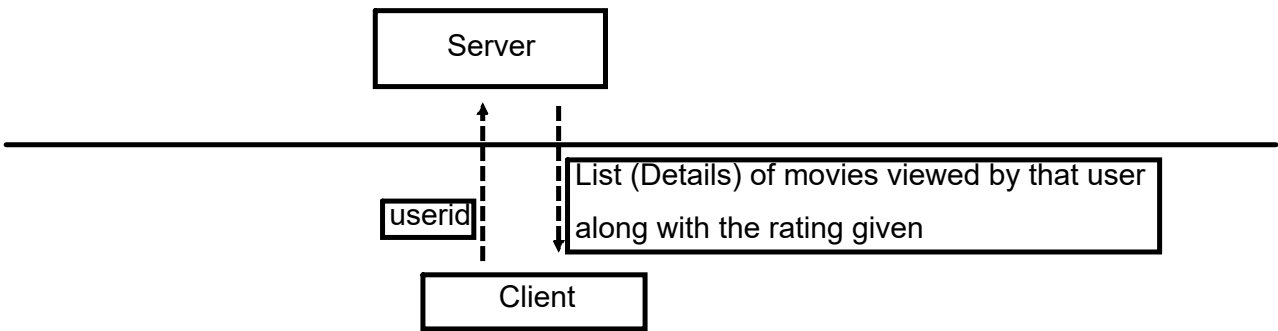 Server
List (Details) of movies viewed by that user
along with the rating given
userid
Client